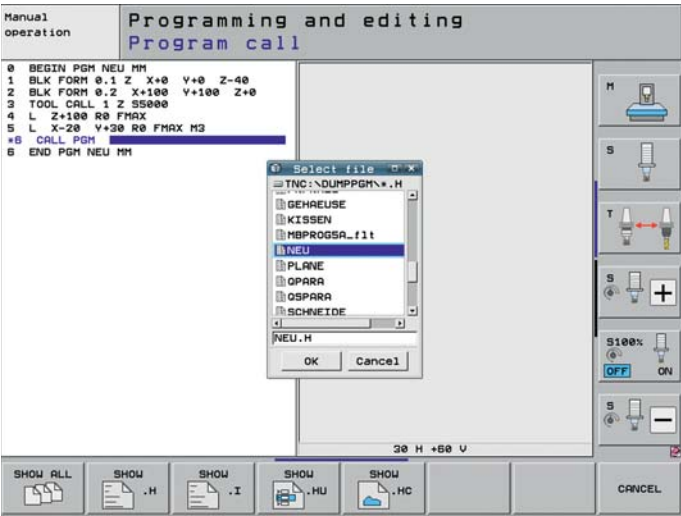 Manual
operation
Programming and editing
Program call
0 BEGIN PGM NEU MM
1 BLK FORM 0.1 Z X+0 Y+0 Z-40
2 BLK FORM 0.2 X+100 Y+100 Z+0
3 TOOL CALL 1 Z S5000
4 L Z+100 R0 FMAX
5 L X-20 Y+30 R0 FMAX M3
*6 CALL PGM
6 END PGM NEU MM
Select file
TNC:\DUMPPGM\*.H
GEHAEUSE
KISSEN
MBPROG5A_flt
NEU
PLANE
QPARA
QSPARA
SCHNEIDE
NEU.H
OK Cancel
30 H +60 V
M
S
T
S
S100%
OFF ON
S
SHOW ALL
SHOW
.H
SHOW
.I
SHOW
.HU
SHOW
.HC
CANCEL